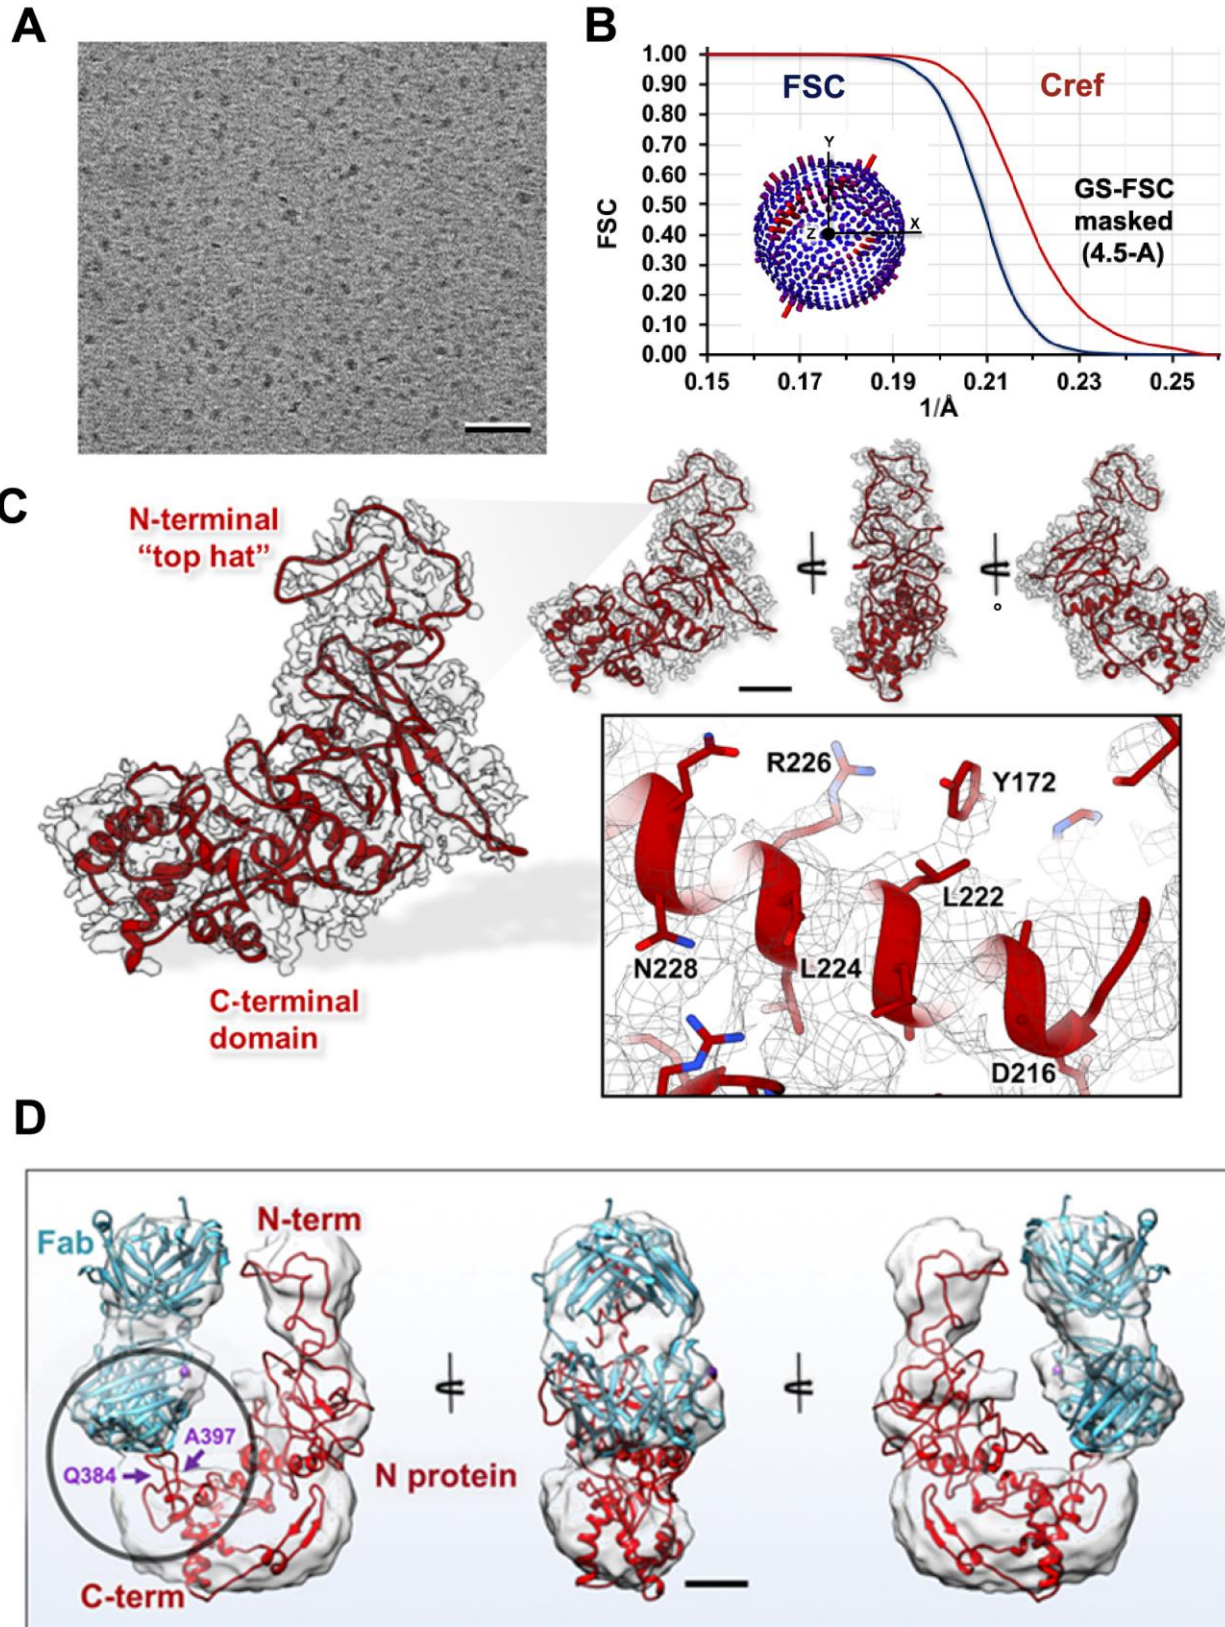 A
B
1.00
0.90
0.80
0.70
0.60
0.50
0.40
0.30
0.20
0.10
0.00
FSC
FSC
Cref
GS-FSC
masked
(4.5-A)
Y
X
Z
0.15
0.17
0.19
0.21
0.23
0.25
1/Å
C
N-terminal
“top hat”
C-terminal
domain
R226
Y172
L222
N228
L224
D216
D
Fab
N-term
A397
Q384
N protein
C-term